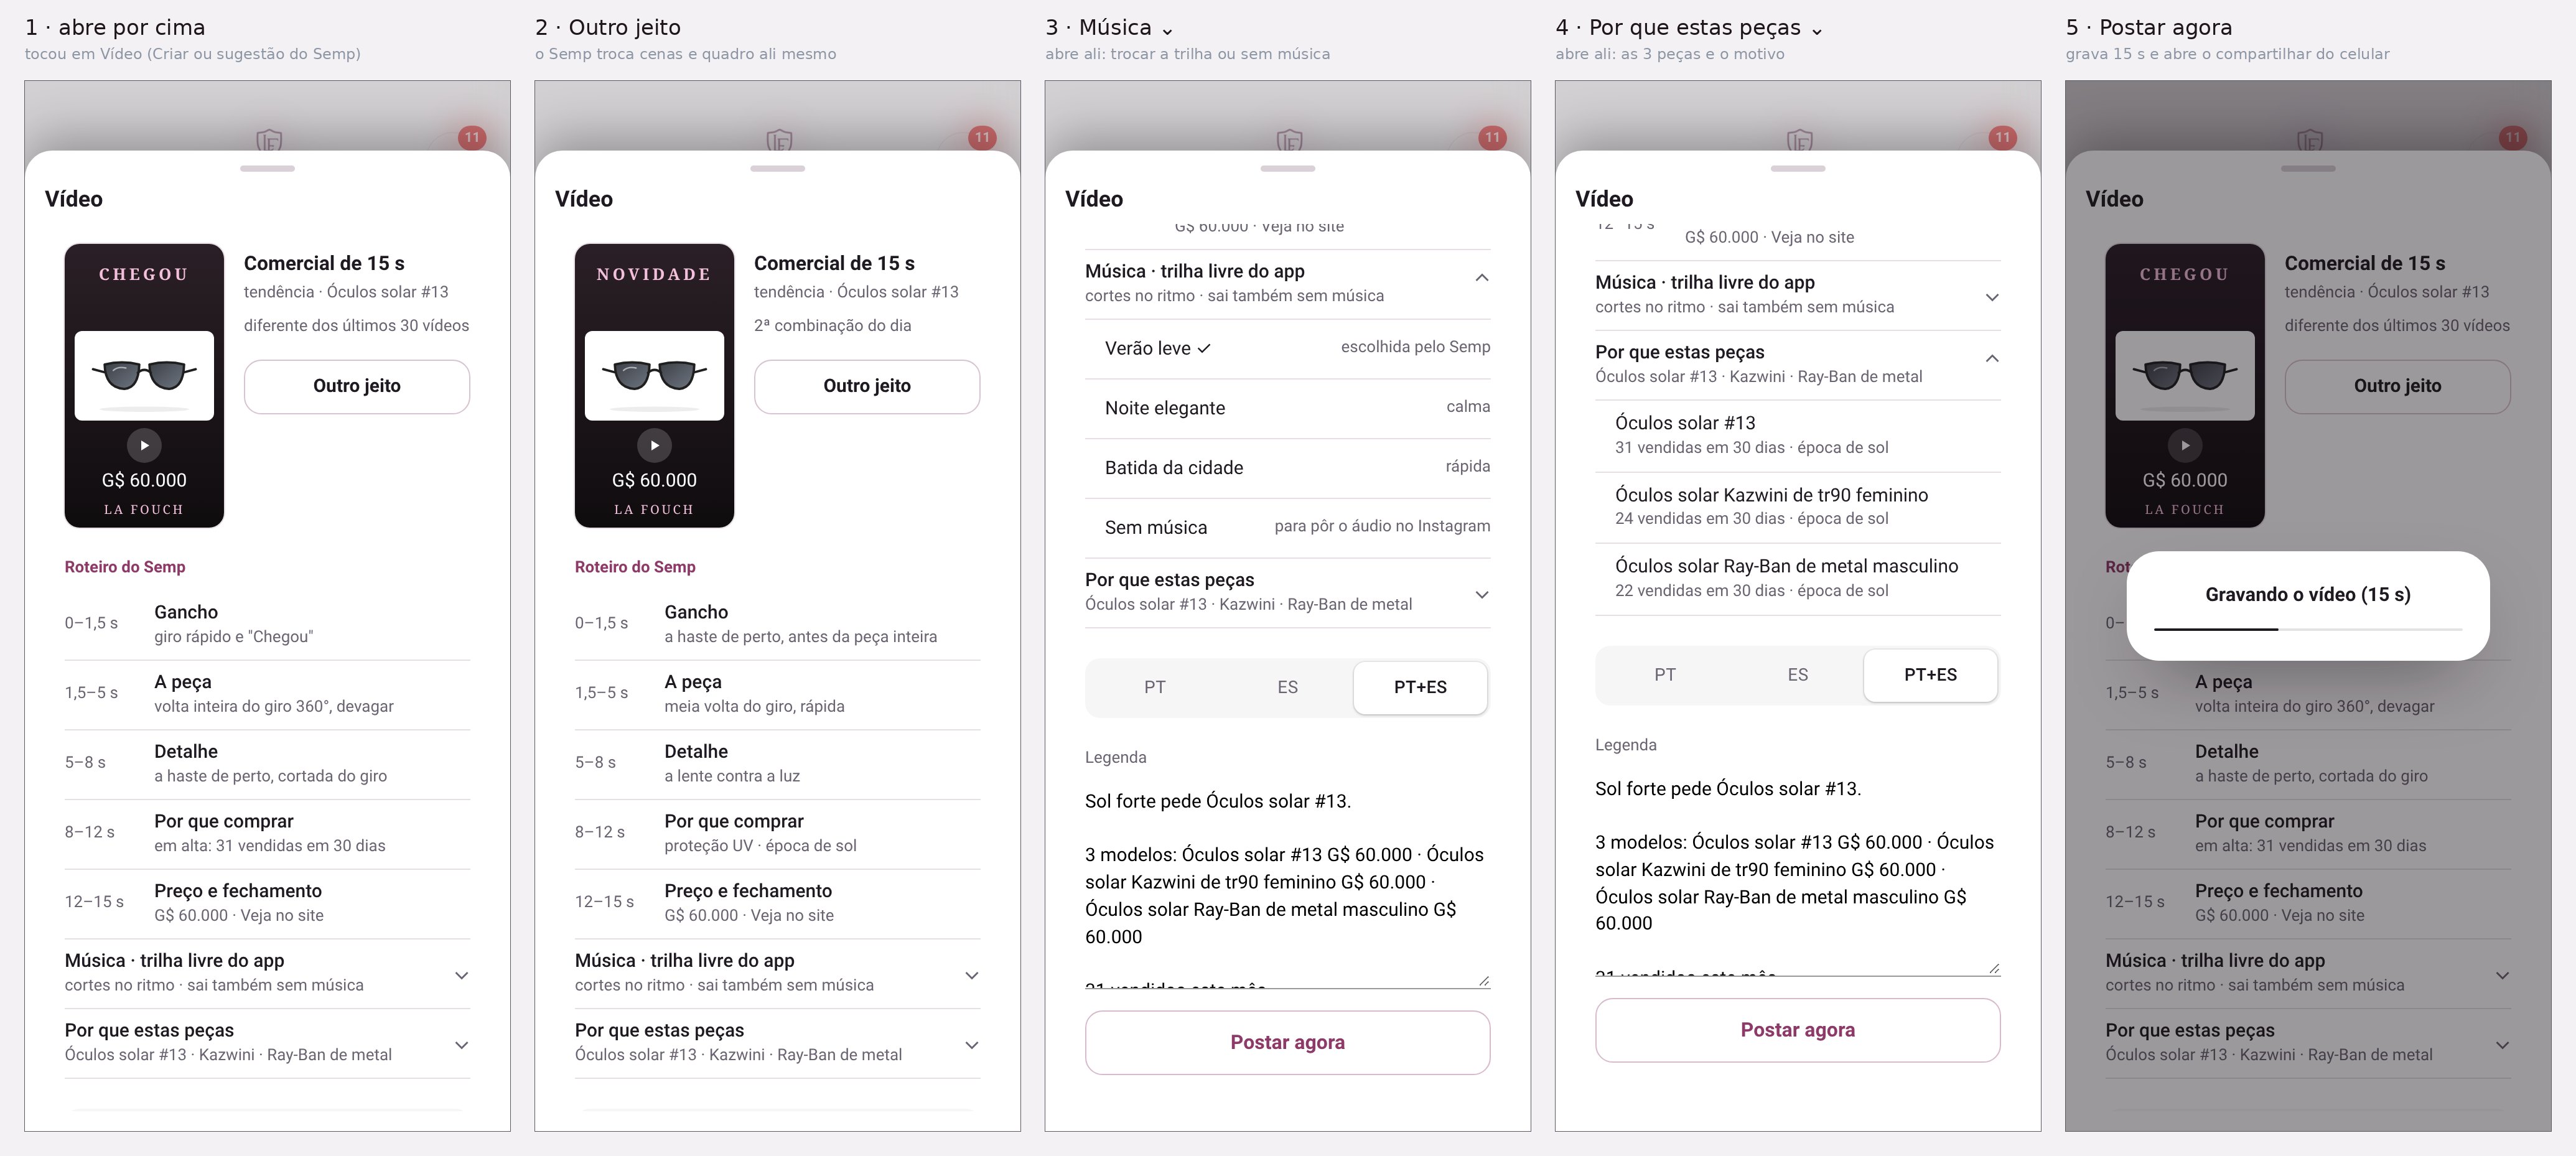 1 · abre por cima
tocou em Vídeo (Criar ou sugestão do Semp)
11
Vídeo
CHEGOU
G$ 60.000
LA FOUCH
Comercial de 15 s
tendência · Óculos solar #13
diferente dos últimos 30 vídeos
Outro jeito
Roteiro do Semp
0–1,5 s
Gancho
giro rápido e "Chegou"
1,5–5 s
A peça
volta inteira do giro 360°, devagar
5–8 s
Detalhe
a haste de perto, cortada do giro
8–12 s
Por que comprar
em alta: 31 vendidas em 30 dias
12–15 s
Preço e fechamento
G$ 60.000 · Veja no site
Música · trilha livre do app
cortes no ritmo · sai também sem música
Por que estas peças
Óculos solar #13 · Kazwini · Ray-Ban de metal
2 · Outro jeito
o Semp troca cenas e quadro ali mesmo
11
Vídeo
NOVIDADE
G$ 60.000
LA FOUCH
Comercial de 15 s
tendência · Óculos solar #13
2ª combinação do dia
Outro jeito
Roteiro do Semp
0–1,5 s
Gancho
a haste de perto, antes da peça inteira
1,5–5 s
A peça
meia volta do giro, rápida
5–8 s
Detalhe
a lente contra a luz
8–12 s
Por que comprar
proteção UV · época de sol
12–15 s
Preço e fechamento
G$ 60.000 · Veja no site
Música · trilha livre do app
cortes no ritmo · sai também sem música
Por que estas peças
Óculos solar #13 · Kazwini · Ray-Ban de metal
3 · Música ⌄
abre ali: trocar a trilha ou sem música
11
Vídeo
G$ 60.000 · Veja no site
Música · trilha livre do app
cortes no ritmo · sai também sem música
Verão leve ✓
escolhida pelo Semp
Noite elegante
calma
Batida da cidade
rápida
Sem música
para pôr o áudio no Instagram
Por que estas peças
Óculos solar #13 · Kazwini · Ray-Ban de metal
PT
ES
PT+ES
Legenda
Sol forte pede Óculos solar #13.
3 modelos: Óculos solar #13 G$ 60.000 · Óculos
solar Kazwini de tr90 feminino G$ 60.000 ·
Óculos solar Ray-Ban de metal masculino G$
60.000
31 vendidas este mês
Postar agora
4 · Por que estas peças ⌄
abre ali: as 3 peças e o motivo
11
Vídeo
12–15 s
G$ 60.000 · Veja no site
Música · trilha livre do app
cortes no ritmo · sai também sem música
Por que estas peças
Óculos solar #13 · Kazwini · Ray-Ban de metal
Óculos solar #13
31 vendidas em 30 dias · época de sol
Óculos solar Kazwini de tr90 feminino
24 vendidas em 30 dias · época de sol
Óculos solar Ray-Ban de metal masculino
22 vendidas em 30 dias · época de sol
PT
ES
PT+ES
Legenda
Sol forte pede Óculos solar #13.
3 modelos: Óculos solar #13 G$ 60.000 · Óculos
solar Kazwini de tr90 feminino G$ 60.000 ·
Óculos solar Ray-Ban de metal masculino G$
60.000
31 vendidas este mês
Postar agora
5 · Postar agora
grava 15 s e abre o compartilhar do celular
11
Vídeo
CHEGOU
G$ 60.000
LA FOUCH
Comercial de 15 s
tendência · Óculos solar #13
diferente dos últimos 30 vídeos
Outro jeito
Rot
Gravando o vídeo (15 s)
0–
1,5–5 s
A peça
volta inteira do giro 360°, devagar
5–8 s
Detalhe
a haste de perto, cortada do giro
8–12 s
Por que comprar
em alta: 31 vendidas em 30 dias
12–15 s
Preço e fechamento
G$ 60.000 · Veja no site
Música · trilha livre do app
cortes no ritmo · sai também sem música
Por que estas peças
Óculos solar #13 · Kazwini · Ray-Ban de metal